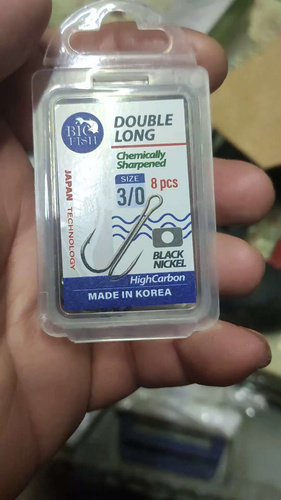 BIG
FISH
DOUBLE
LONG
Chemically
Sharpened
SIZE
3/0
8 pcs
JAPAN TECHNOLOGY
BLACK
NICKEL
HighCarbon
MADE IN KOREA